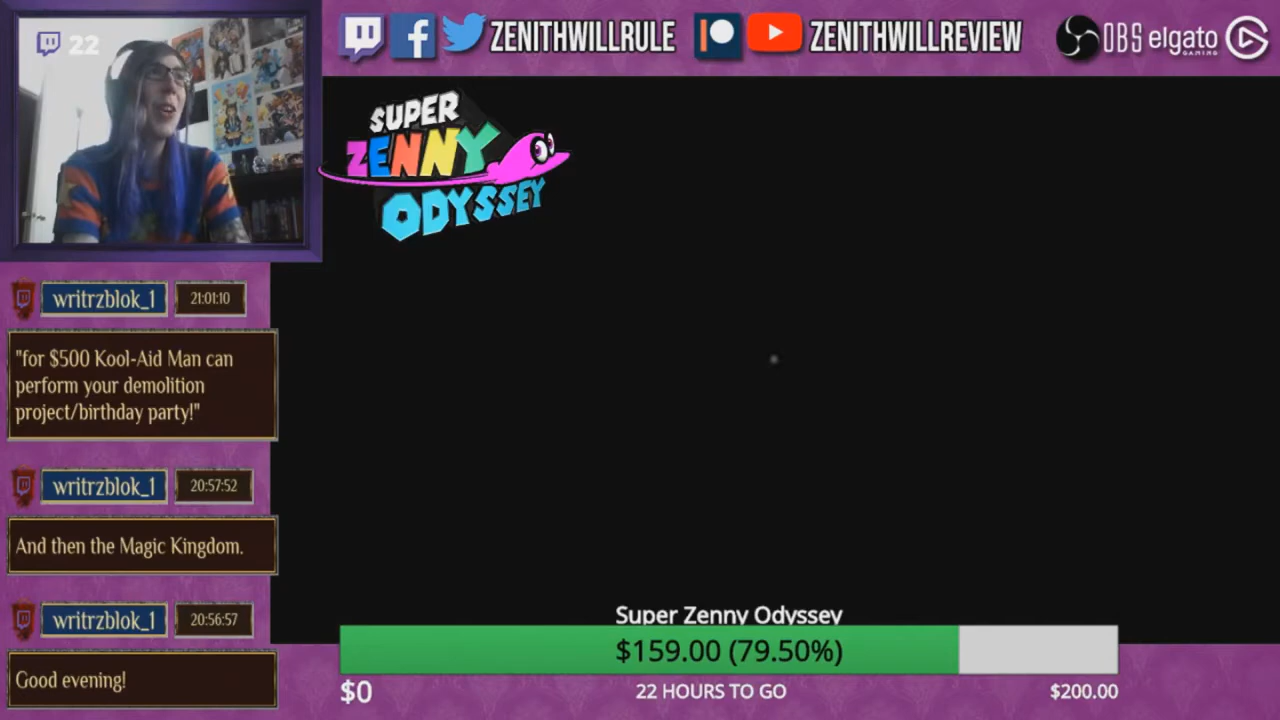 22
ZENITHWILLRULE
ZENITHWILLREVIEW
OBS elgato
GAMING
SUPER
ZENNY
ODYSSEY
writrzblok_1 21:01:10
"for $500 Kool-Aid Man can
perform your demolition
project/birthday party!"
writrzblok_1 20:57:52
And then the Magic Kingdom.
writrzblok_1 20:56:57
Good evening!
Super Zenny Odyssey
$159.00 (79.50%)
$0 22 HOURS TO GO $200.00